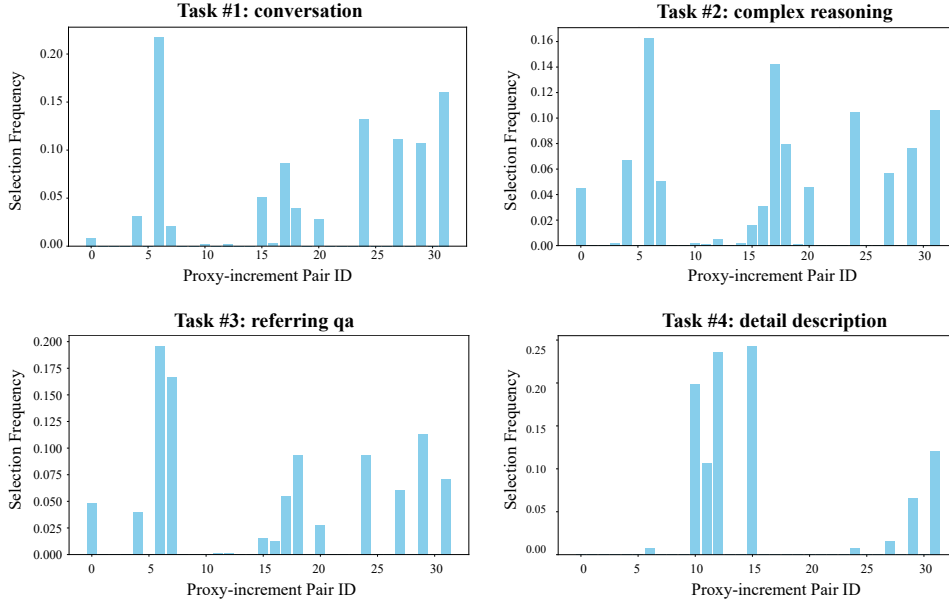 Task #1: conversation
Selection Frequency
0.20
0.15
0.10
0.05
0.00
0 5 10 15 20 25 30
Proxy-increment Pair ID
Task #2: complex reasoning
Selection Frequency
0.16
0.14
0.12
0.10
0.08
0.06
0.04
0.02
0.00
0 5 10 15 20 25 30
Proxy-increment Pair ID
Task #3: referring qa
Selection Frequency
0.200
0.175
0.150
0.125
0.100
0.075
0.050
0.025
0.000
0 5 10 15 20 25 30
Proxy-increment Pair ID
Task #4: detail description
Selection Frequency
0.25
0.20
0.15
0.10
0.05
0.00
0 5 10 15 20 25 30
Proxy-increment Pair ID